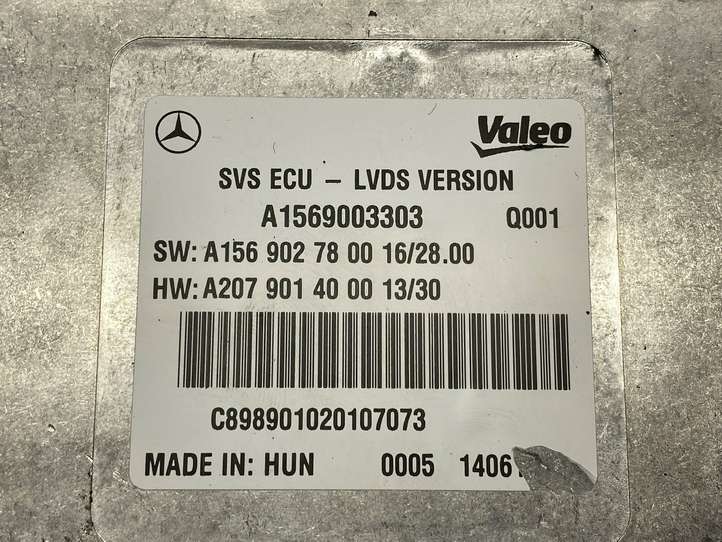 Valeo
SVS ECU – LVDS VERSION
A1569003303 Q001
SW: A156 902 78 00 16/28.00
HW: A207 901 40 00 13/30
C898901020107073
MADE IN: HUN 0005